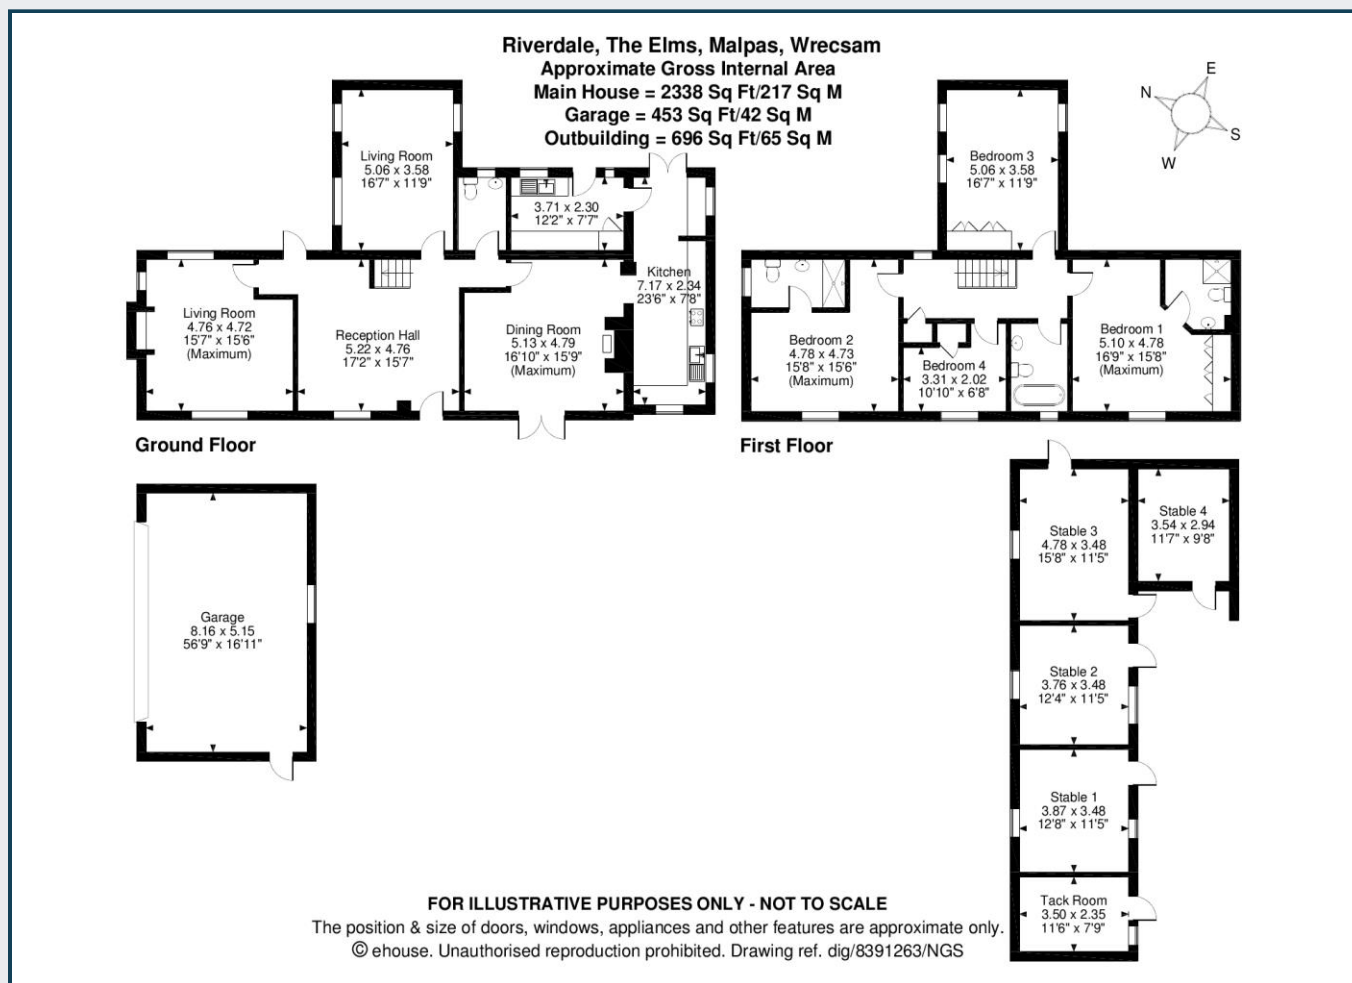 Riverdale, The Elms, Malpas, Wrecsam
Approximate Gross Internal Area
Main House = 2338 Sq Ft/217 Sq M
Garage = 453 Sq Ft/42 Sq M
Outbuilding = 696 Sq Ft/65 Sq M
N
E
S
W
Living Room
5.06 x 3.58
16'7" x 11'9"
3.71 x 2.30
12'2" x 7'7"
Kitchen
7.17 x 2.34
23'6" x 7'8"
Living Room
4.76 x 4.72
15'7" x 15'6"
(Maximum)
Reception Hall
5.22 x 4.76
17'2" x 15'7"
Dining Room
5.13 x 4.79
16'10" x 15'9"
(Maximum)
Ground Floor
Bedroom 3
5.06 x 3.58
16'7" x 11'9"
Bedroom 2
4.78 x 4.73
15'8" x 15'6"
(Maximum)
Bedroom 4
3.31 x 2.02
10'10" x 6'8"
Bedroom 1
5.10 x 4.78
16'9" x 15'8"
(Maximum)
First Floor
Garage
8.16 x 5.15
56'9" x 16'11"
Stable 3
4.78 x 3.48
15'8" x 11'5"
Stable 4
3.54 x 2.94
11'7" x 9'8"
Stable 2
3.76 x 3.48
12'4" x 11'5"
Stable 1
3.87 x 3.48
12'8" x 11'5"
Tack Room
3.50 x 2.35
11'6" x 7'9"
FOR ILLUSTRATIVE PURPOSES ONLY - NOT TO SCALE
The position & size of doors, windows, appliances and other features are approximate only.
© ehouse. Unauthorised reproduction prohibited. Drawing ref. dig/8391263/NGS